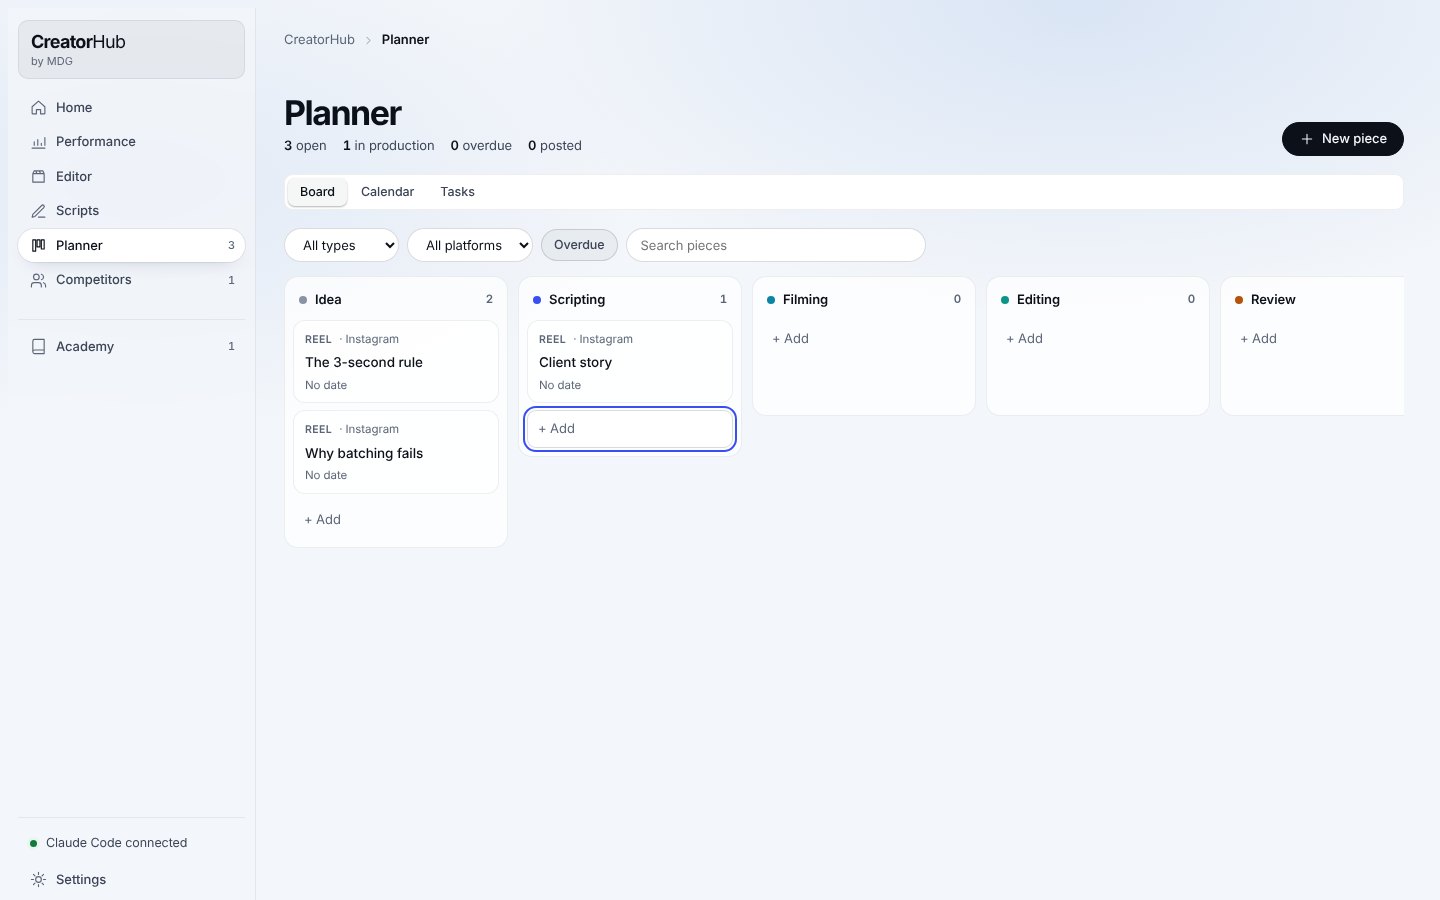 CreatorHub
by MDG
Home
Performance
Editor
Scripts
Planner 3
Competitors 1
Academy 1
Claude Code connected
Settings
CreatorHub > Planner
Planner
3 open 1 in production 0 overdue 0 posted
+ New piece
Board Calendar Tasks
All types All platforms Overdue Search pieces
Idea 2
REEL · Instagram
The 3-second rule
No date
REEL · Instagram
Why batching fails
No date
+ Add
Scripting 1
REEL · Instagram
Client story
No date
+ Add
Filming 0
+ Add
Editing 0
+ Add
Review
+ Add